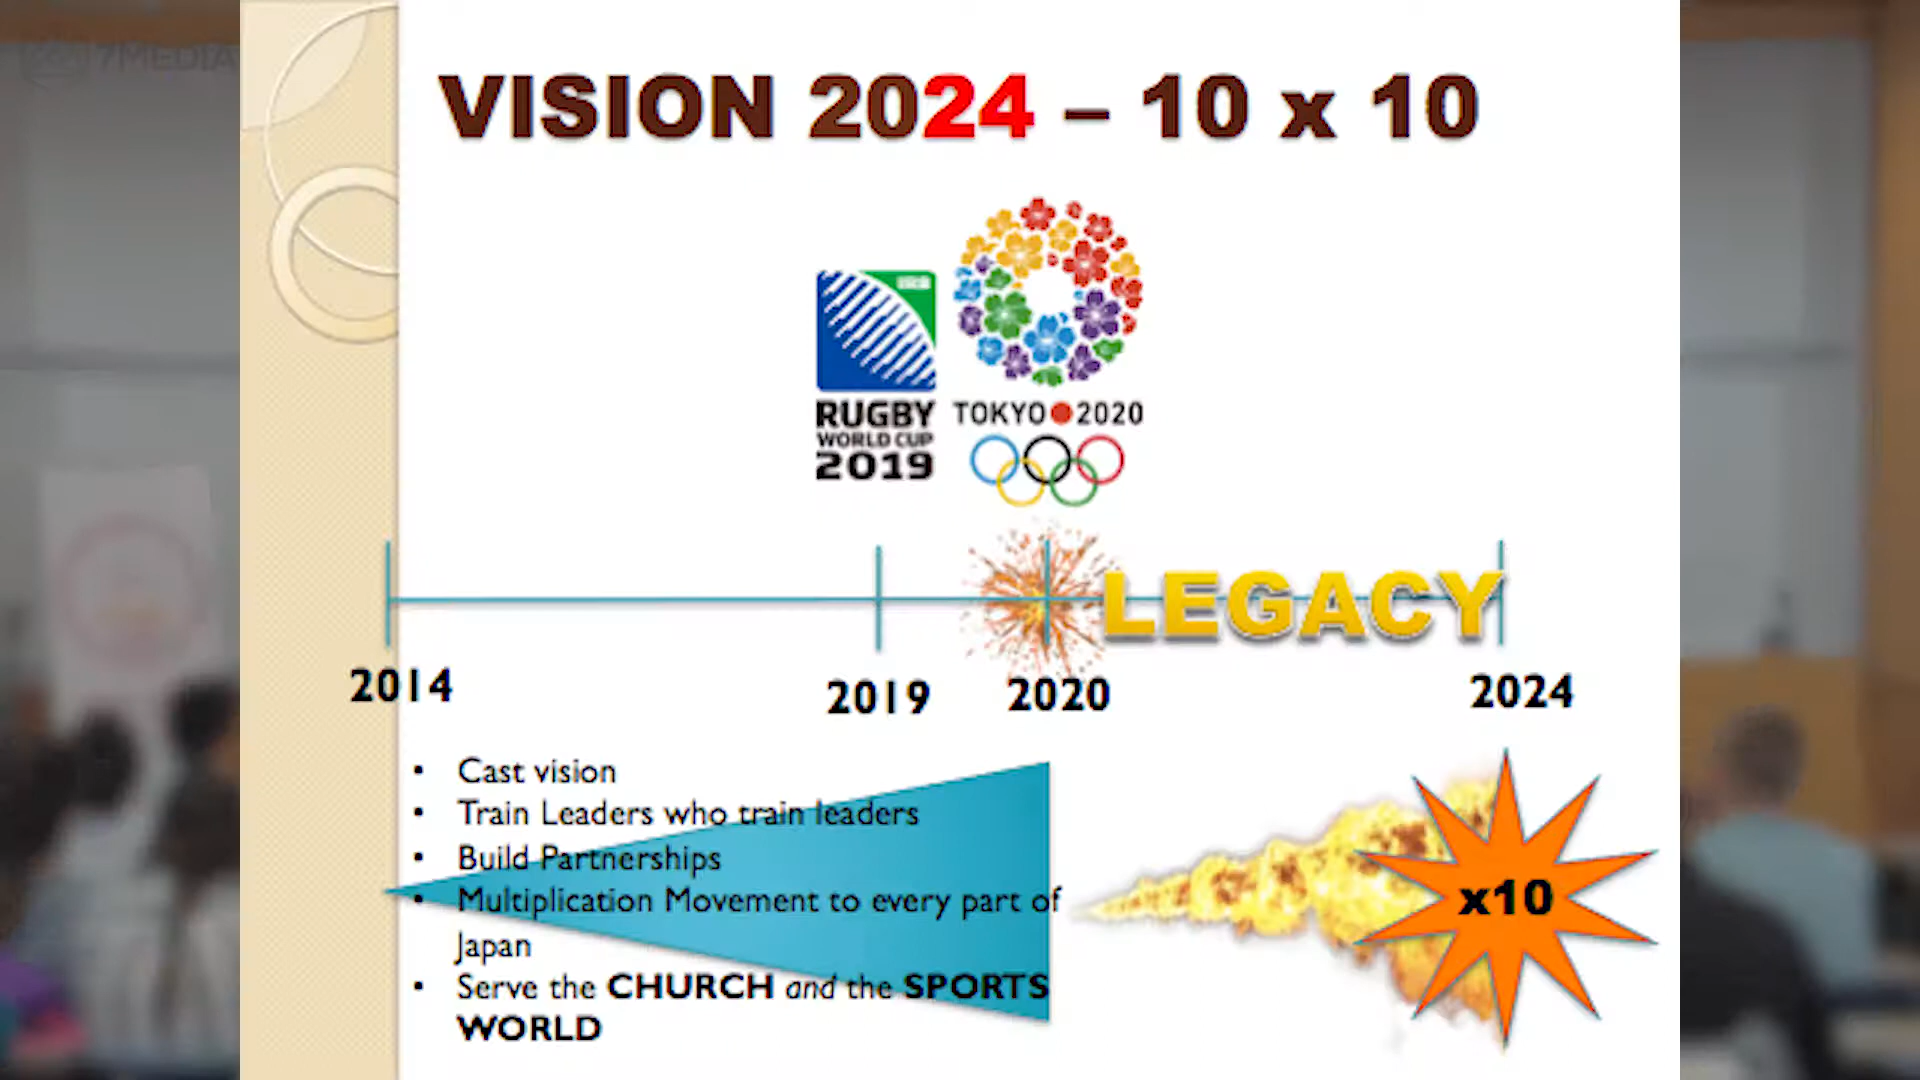 7MEDIA
VISION 2024 – 10 x 10
RUGBY
WORLD CUP
2019
TOKYO 2020
LEGACY
2014
2019
2020
2024
• Cast vision
• Train Leaders who train leaders
• Build Partnerships
• Multiplication Movement to every part of
Japan
• Serve the CHURCH and the SPORTS
WORLD
x10